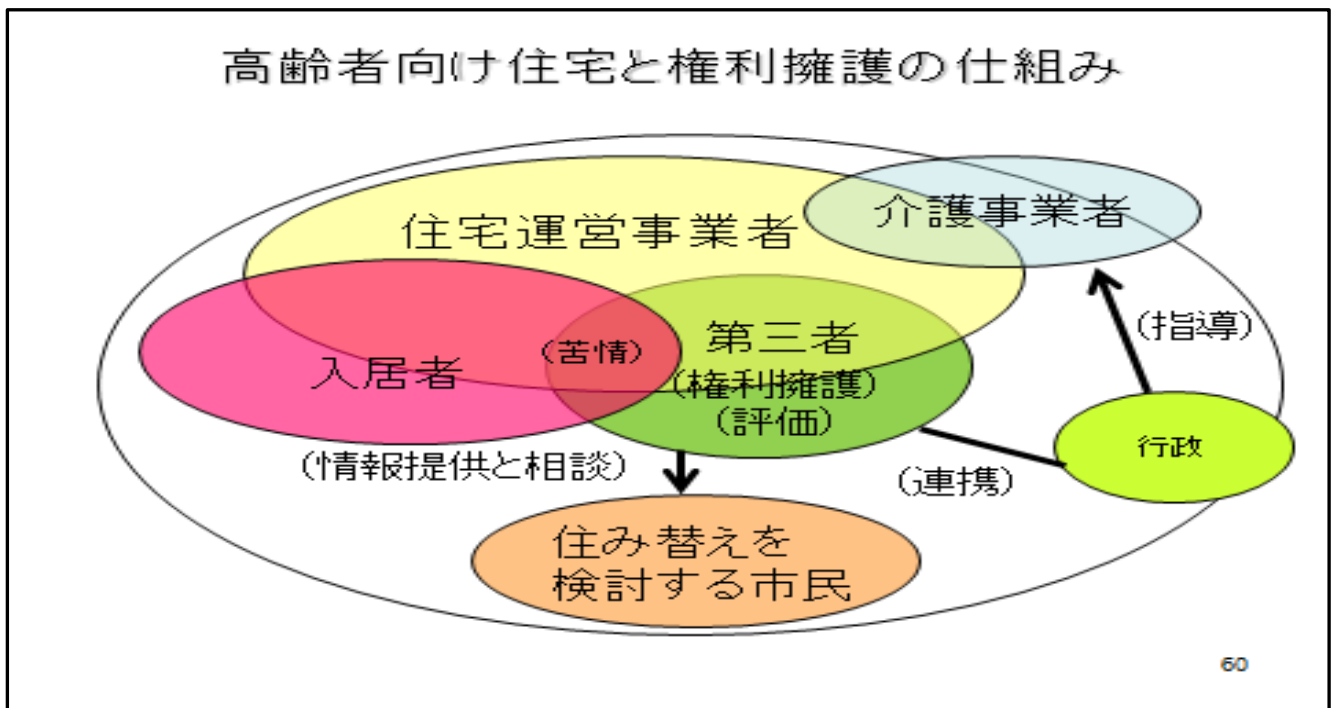 高齢者向け住宅と権利擁護の仕組み
介護事業者
住宅運営事業者
(指導)
第三者
(苦情)
入居者
(権利擁護)
(評価)
行政
(情報提供と相談)
(連携)
住み替えを
検討する市民
60